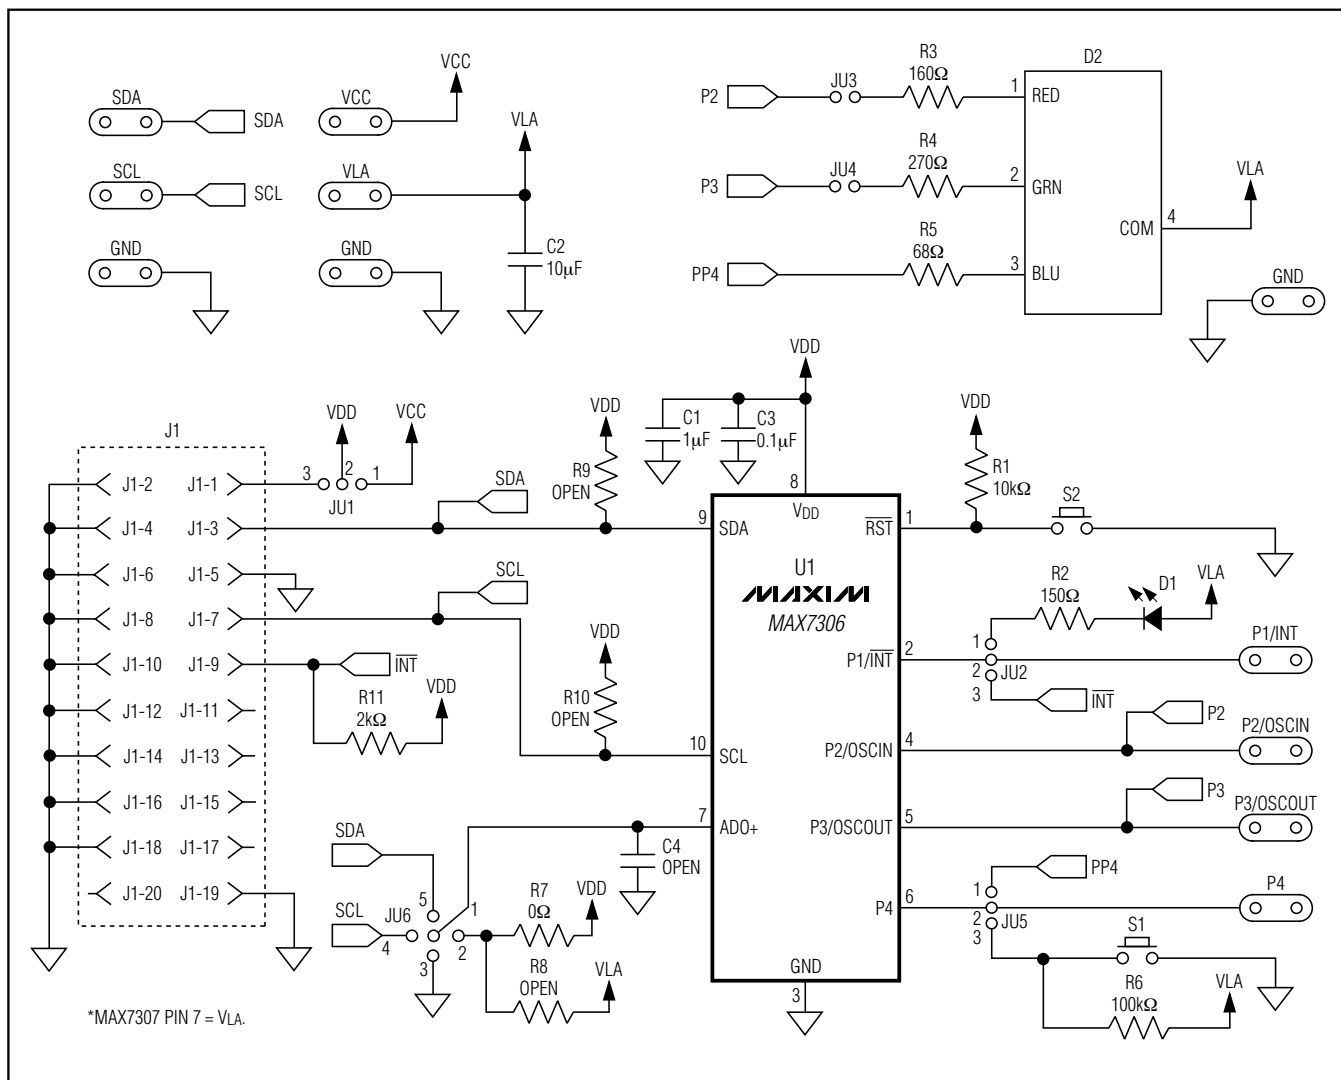 SDA
SDA
VCC
VCC
SCL
SCL
VLA
VLA
GND
GND
C2
10µF
P2
JU3
R3
160Ω
1
RED
D2
P3
JU4
R4
270Ω
2
GRN
PP4
R5
68Ω
3
BLU
COM
4
VLA
GND
J1
J1-2
J1-1
J1-4
J1-3
J1-6
J1-5
J1-8
J1-7
J1-10
J1-9
J1-12
J1-11
J1-14
J1-13
J1-16
J1-15
J1-18
J1-17
J1-20
J1-19
VDD
VCC
3
2
1
JU1
SDA
VDD
R9
OPEN
SCL
VDD
R10
OPEN
INT
R11
2kΩ
VDD
VDD
C1
1µF
C3
0.1µF
8
VDD
9
SDA
10
SCL
7
ADO+
U1
MAXIM
MAX7306
RST
1
P1/INT
2
P2/OSCIN
4
P3/OSCOUT
5
P4
6
GND
3
VDD
R1
10kΩ
S2
R2
150Ω
D1
VLA
1
2
3
JU2
INT
P1/INT
P2
P2/OSCIN
P3
P3/OSCOUT
PP4
1
2
3
JU5
P4
S1
R6
100kΩ
VLA
C4
OPEN
SDA
SCL
JU6
5
4
3
1
2
R7
0Ω
VDD
R8
OPEN
VLA
*MAX7307 PIN 7 = VLA.